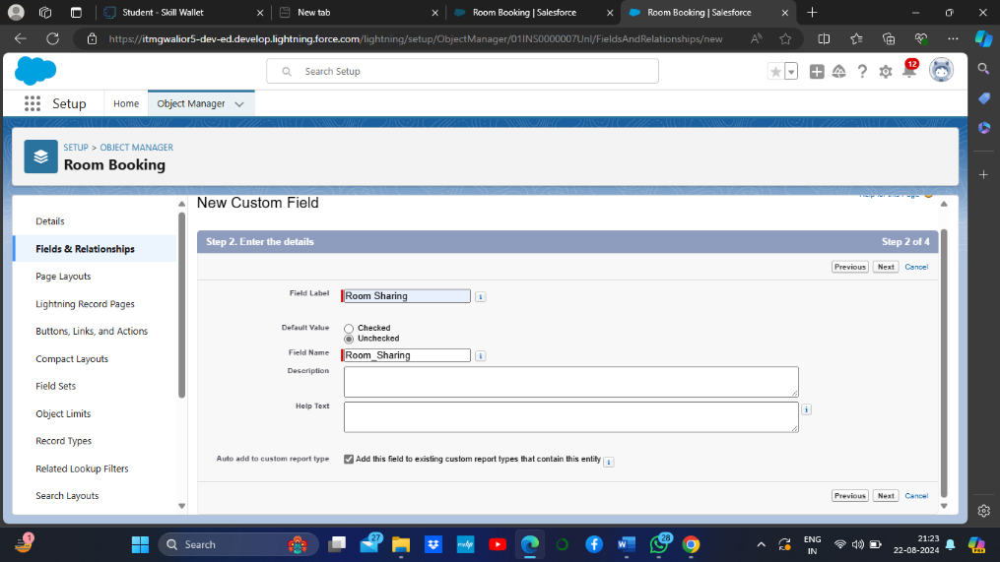 Student - Skill Wallet
New tab
Room Booking | Salesforce
Room Booking | Salesforce
https://itmgwalior5-dev-ed.develop.lightning.force.com/lightning/setup/ObjectManager/01INS0000007Unl/FieldsAndRelationships/new
Search Setup
12
Setup
Home
Object Manager
SETUP > OBJECT MANAGER
Room Booking
Details
Fields & Relationships
Page Layouts
Lightning Record Pages
Buttons, Links, and Actions
Compact Layouts
Field Sets
Object Limits
Record Types
Related Lookup Filters
Search Layouts
New Custom Field
Help for this Page
Step 2. Enter the details
Step 2 of 4
Previous Next Cancel
Field Label Room Sharing
Default Value Checked
Unchecked
Field Name Room_Sharing
Description
Help Text
Auto add to custom report type Add this field to existing custom report types that contain this entity
Previous Next Cancel
1
Search
27
28
ENG
IN
21:23
22-08-2024